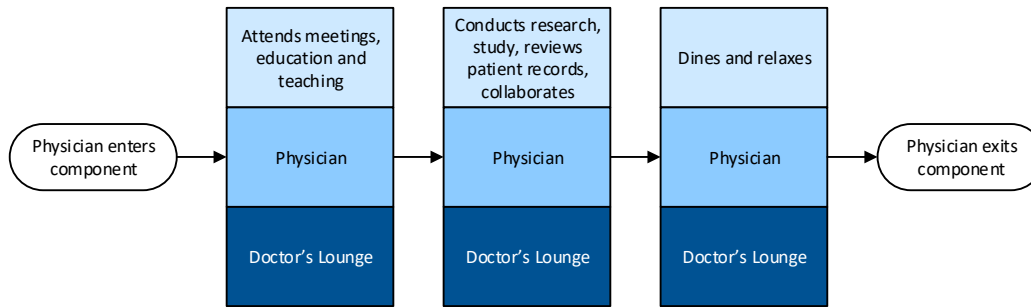 Attends meetings,
education and
teaching
Conducts research,
study, reviews
patient records,
collaborates
Dines and relaxes
Physician enters
component
Physician
Physician
Physician
Physician exits
component
Doctor’s Lounge
Doctor’s Lounge
Doctor’s Lounge